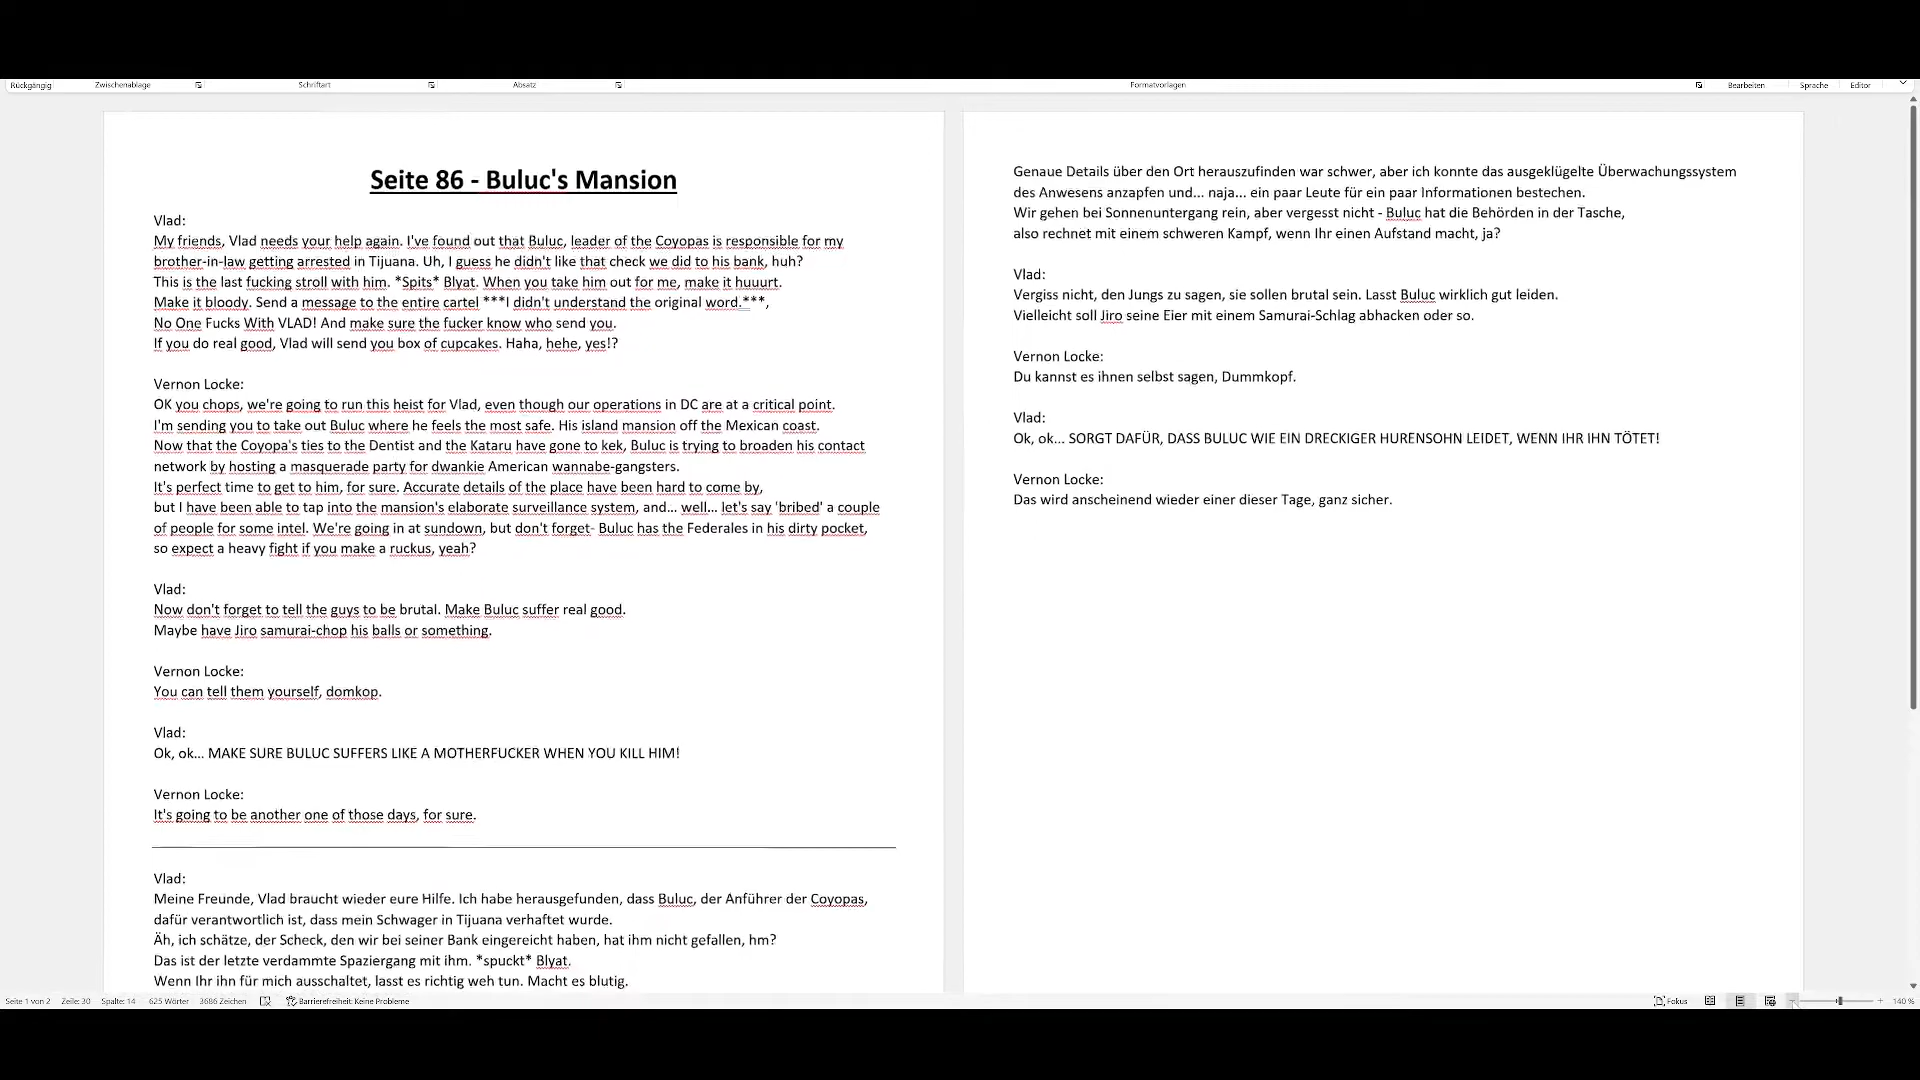 Rückgängig Zwischenablage Schriftart Absatz Formatvorlagen Bearbeiten Sprache Editor
Seite 86 - Buluc's Mansion
Vlad:
My friends, Vlad needs your help again. I've found out that Buluc, leader of the Coyopas is responsible for my
brother-in-law getting arrested in Tijuana. Uh, I guess he didn't like that check we did to his bank, huh?
This is the last fucking stroll with him. *Spits* Blyat. When you take him out for me, make it huuurt.
Make it bloody. Send a message to the entire cartel ***I didn't understand the original word.***,
No One Fucks With VLAD! And make sure the fucker know who send you.
If you do real good, Vlad will send you box of cupcakes. Haha, hehe, yes!?
Vernon Locke:
OK you chops, we're going to run this heist for Vlad, even though our operations in DC are at a critical point.
I'm sending you to take out Buluc where he feels the most safe. His island mansion off the Mexican coast.
Now that the Coyopa's ties to the Dentist and the Kataru have gone to kek, Buluc is trying to broaden his contact
network by hosting a masquerade party for dwankie American wannabe-gangsters.
It's perfect time to get to him, for sure. Accurate details of the place have been hard to come by,
but I have been able to tap into the mansion's elaborate surveillance system, and... well... let's say 'bribed' a couple
of people for some intel. We're going in at sundown, but don't forget- Buluc has the Federales in his dirty pocket,
so expect a heavy fight if you make a ruckus, yeah?
Vlad:
Now don't forget to tell the guys to be brutal. Make Buluc suffer real good.
Maybe have Jiro samurai-chop his balls or something.
Vernon Locke:
You can tell them yourself, domkop.
Vlad:
Ok, ok... MAKE SURE BULUC SUFFERS LIKE A MOTHERFUCKER WHEN YOU KILL HIM!
Vernon Locke:
It's going to be another one of those days, for sure.
Vlad:
Meine Freunde, Vlad braucht wieder eure Hilfe. Ich habe herausgefunden, dass Buluc, der Anführer der Coyopas,
dafür verantwortlich ist, dass mein Schwager in Tijuana verhaftet wurde.
Äh, ich schätze, der Scheck, den wir bei seiner Bank eingereicht haben, hat ihm nicht gefallen, hm?
Das ist der letzte verdammte Spaziergang mit ihm. *spuckt* Blyat.
Wenn Ihr ihn für mich ausschaltet, lasst es richtig weh tun. Macht es blutig.
Genaue Details über den Ort herauszufinden war schwer, aber ich konnte das ausgeklügelte Überwachungssystem
des Anwesens anzapfen und... naja... ein paar Leute für ein paar Informationen bestechen.
Wir gehen bei Sonnenuntergang rein, aber vergesst nicht - Buluc hat die Behörden in der Tasche,
also rechnet mit einem schweren Kampf, wenn Ihr einen Aufstand macht, ja?
Vlad:
Vergiss nicht, den Jungs zu sagen, sie sollen brutal sein. Lasst Buluc wirklich gut leiden.
Vielleicht soll Jiro seine Eier mit einem Samurai-Schlag abhacken oder so.
Vernon Locke:
Du kannst es ihnen selbst sagen, Dummkopf.
Vlad:
Ok, ok... SORGT DAFÜR, DASS BULUC WIE EIN DRECKIGER HURENSOHN LEIDET, WENN IHR IHN TÖTET!
Vernon Locke:
Das wird anscheinend wieder einer dieser Tage, ganz sicher.
Seite 1 von 2 Zeile: 30 Spalte: 14 625 Wörter 3686 Zeichen Barrierefreiheit: Keine Probleme Fokus 140 %